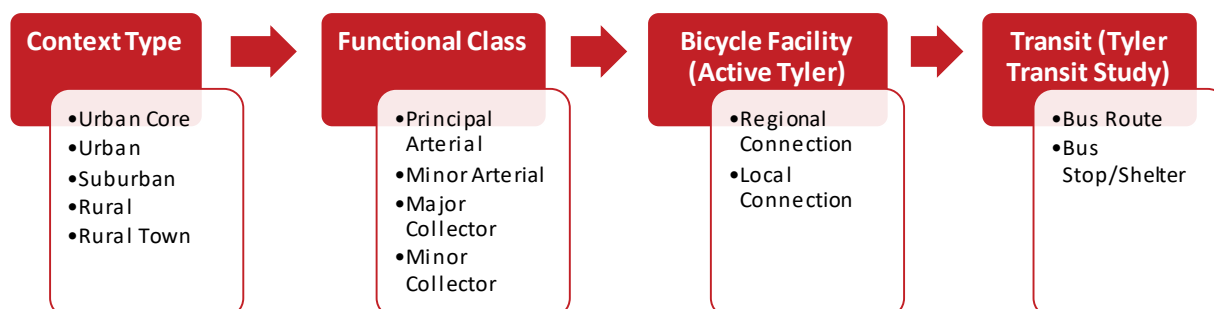 Context Type
•Urban Core
•Urban
•Suburban
•Rural
•Rural Town
Functional Class
•Principal
Arterial
•Minor Arterial
•Major
Collector
•Minor
Collector
Bicycle Facility
(Active Tyler)
•Regional
Connection
•Local
Connection
Transit (Tyler
Transit Study)
•Bus Route
•Bus
Stop/Shelter